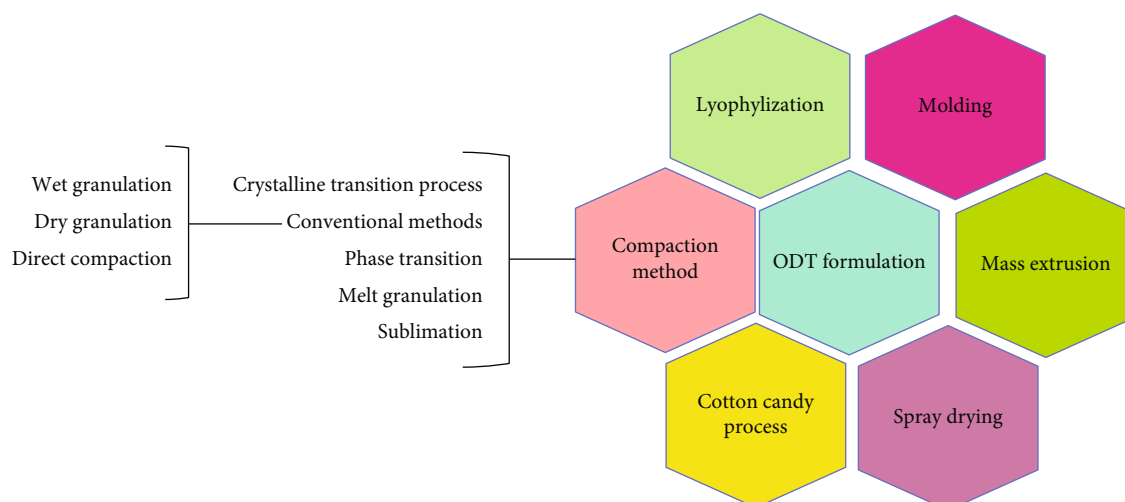 Wet granulation
Dry granulation
Direct compaction
Crystalline transition process
Conventional methods
Phase transition
Melt granulation
Sublimation
Lyophylization
Molding
Compaction
method
ODT formulation
Mass extrusion
Cotton candy
process
Spray drying